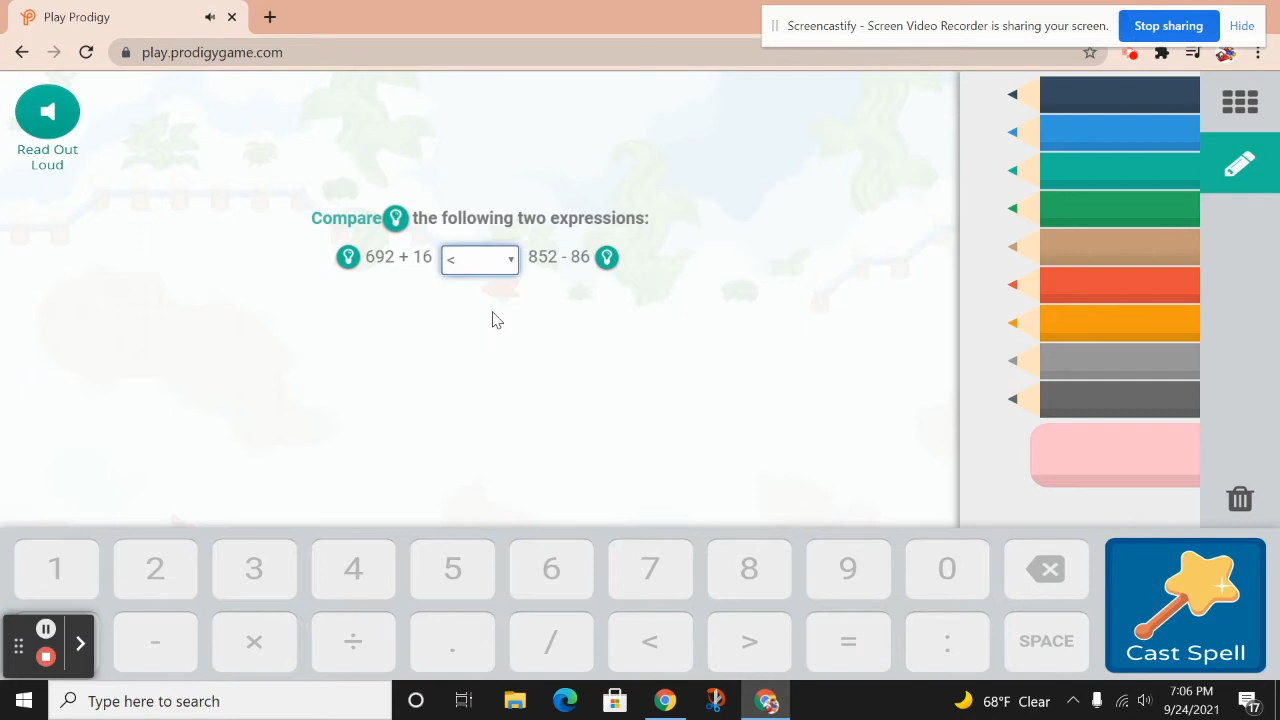 Play Prodigy
Screencastify - Screen Video Recorder is sharing your screen. Stop sharing Hide
play.prodigygame.com
Read Out
Loud
Compare the following two expressions:
692 + 16 < 852 - 86
1 2 3 4 5 6 7 8 9 0
- × ÷ . / < > = : SPACE
Cast Spell
Type here to search
68°F Clear
7:06 PM
9/24/2021
17